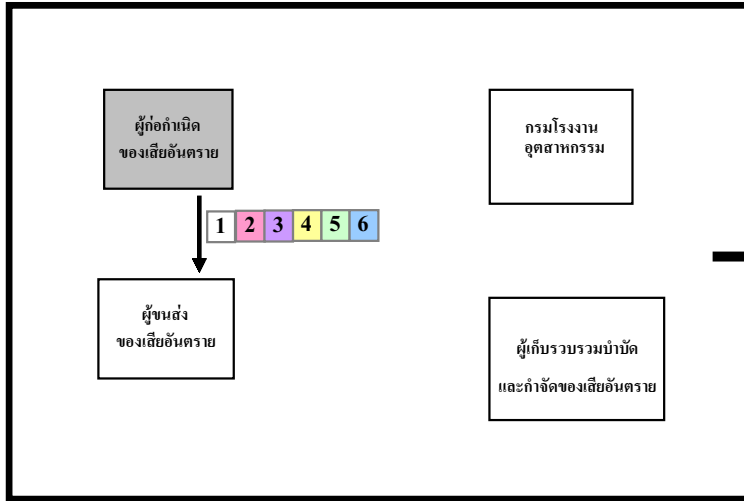 ผู้ก่อกำเนิด
ของเสียอันตราย
กรมโรงงาน
อุตสาหกรรม
1 2 3 4 5 6
ผู้ขนส่ง
ของเสียอันตราย
ผู้เก็บรวบรวมบำบัด
และกำจัดของเสียอันตราย